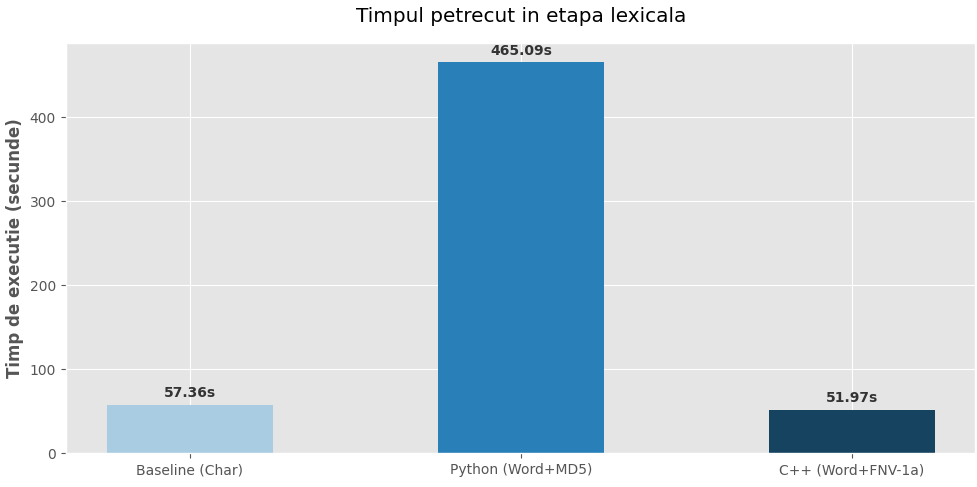 Timpul petrecut in etapa lexicala
465.09s
400
300
200
100
0
Timp de executie (secunde)
57.36s
51.97s
Baseline (Char)
Python (Word+MD5)
C++ (Word+FNV-1a)